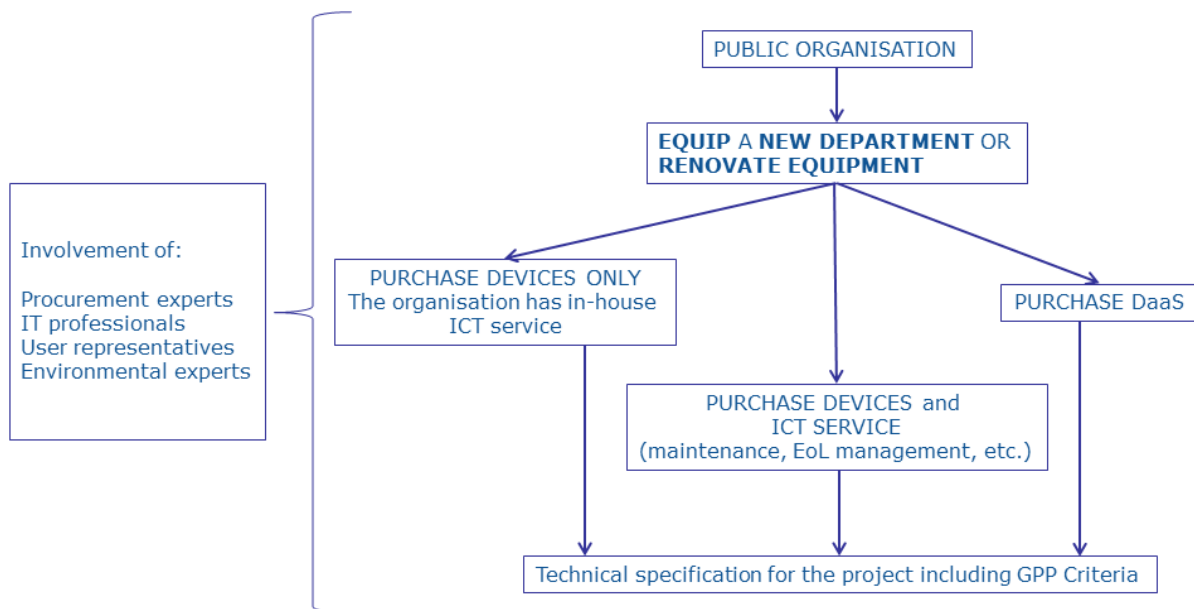 PUBLIC ORGANISATION
EQUIP A NEW DEPARTMENT OR
RENOVATE EQUIPMENT
Involvement of:
Procurement experts
IT professionals
User representatives
Environmental experts
PURCHASE DEVICES ONLY
The organisation has in-house
ICT service
PURCHASE DaaS
PURCHASE DEVICES and
ICT SERVICE
(maintenance, EoL management, etc.)
Technical specification for the project including GPP Criteria